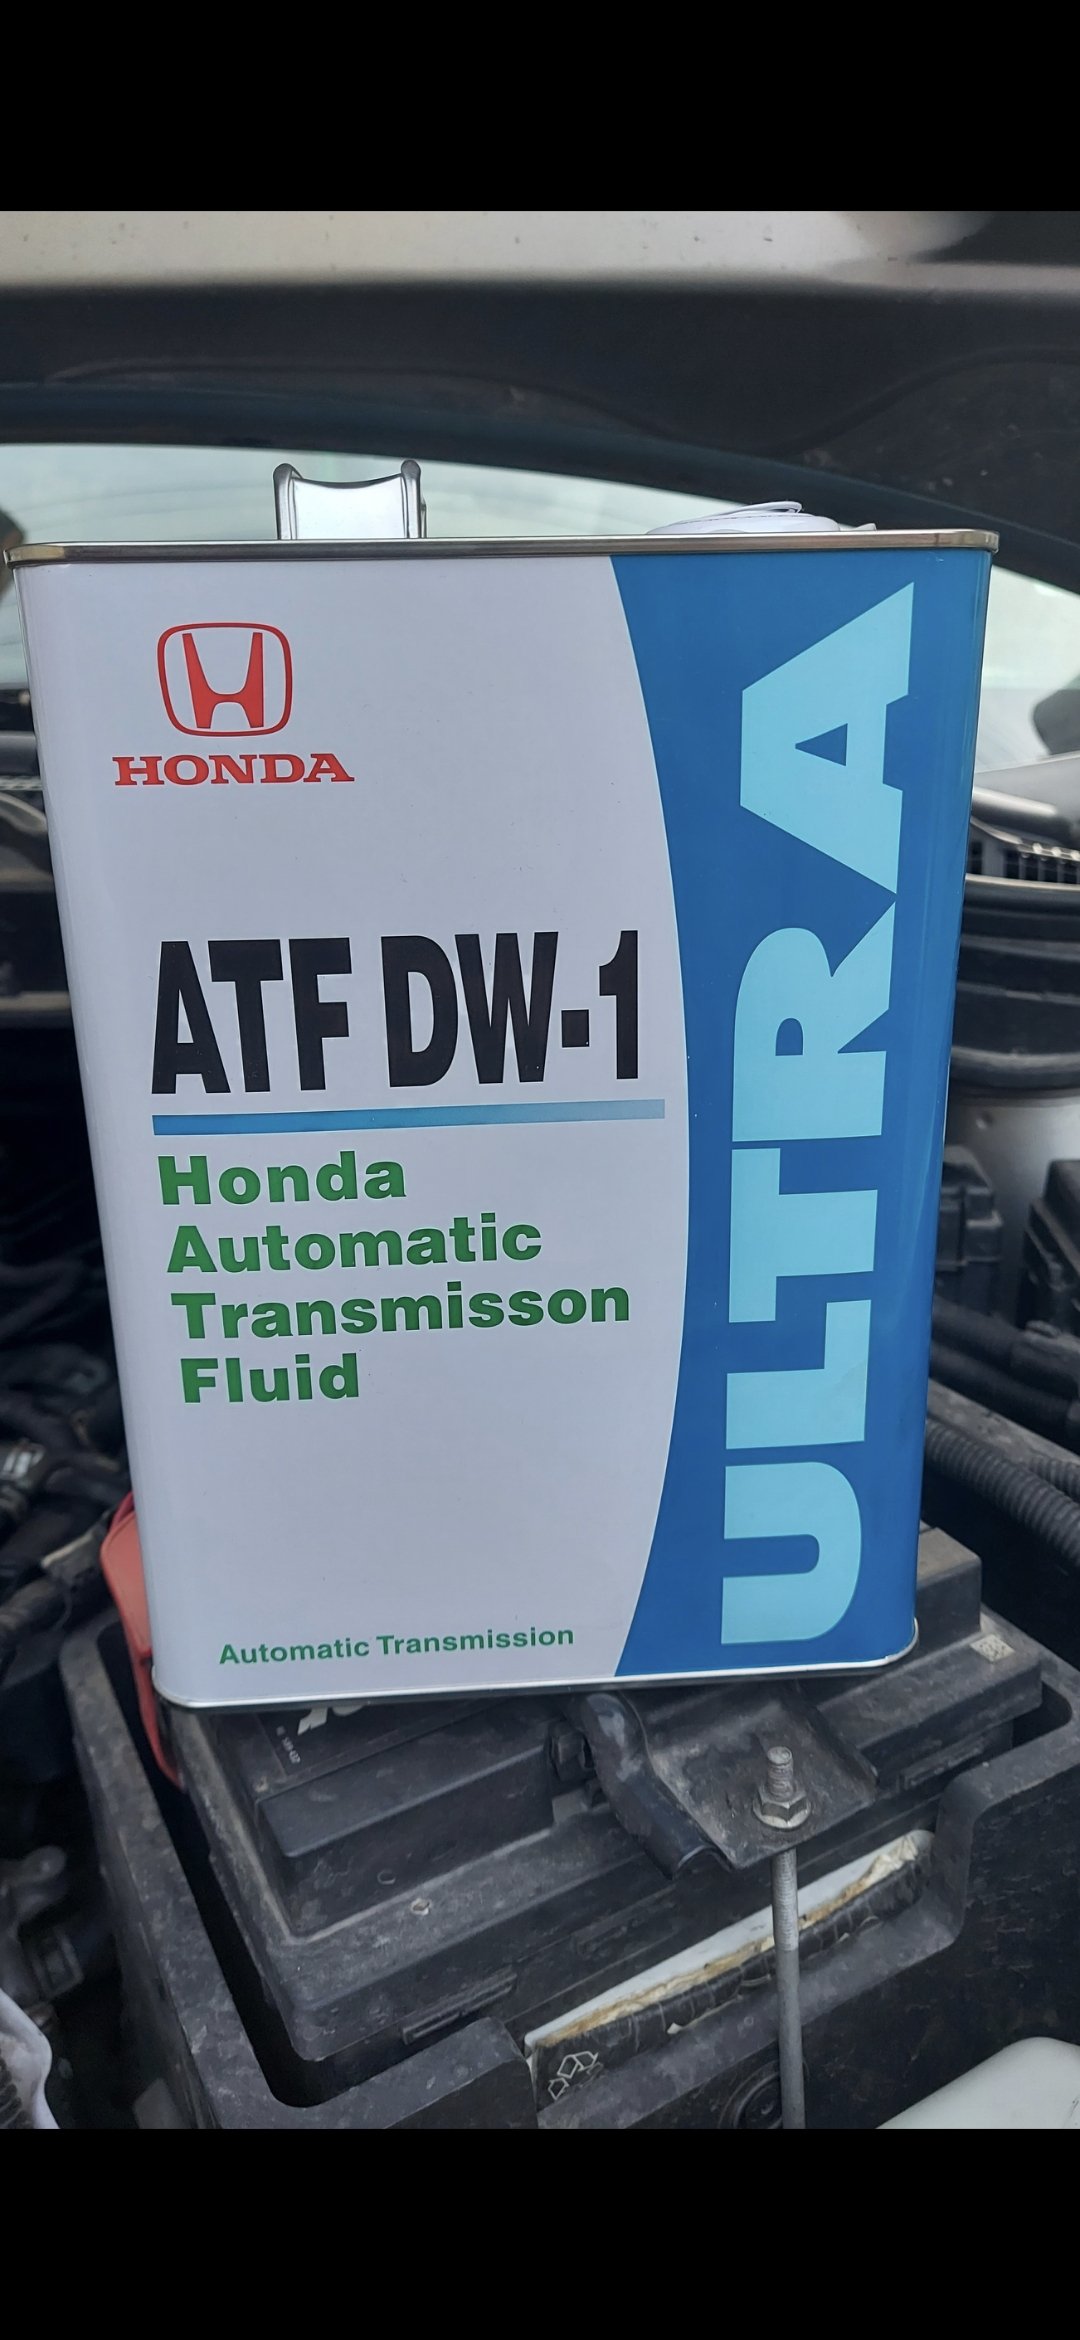 HONDA
ATF DW-1
Honda
Automatic
Transmisson
Fluid
Automatic Transmission
ULTRA